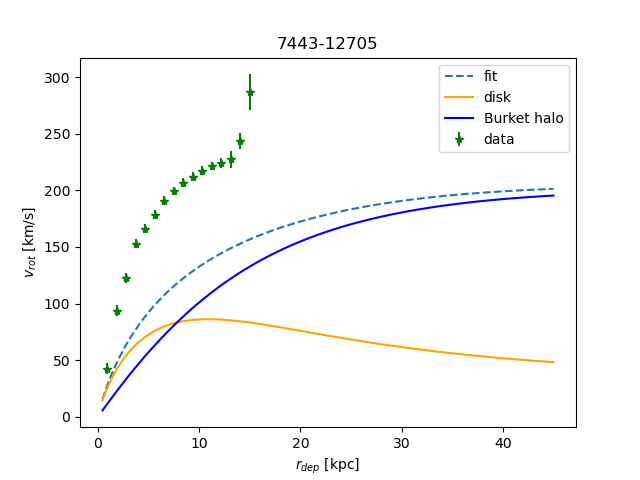 7443-12705
fit
disk
Burket halo
data
300
250
200
150
100
50
0
v_rot [km/s]
0 10 20 30 40
r_dep [kpc]